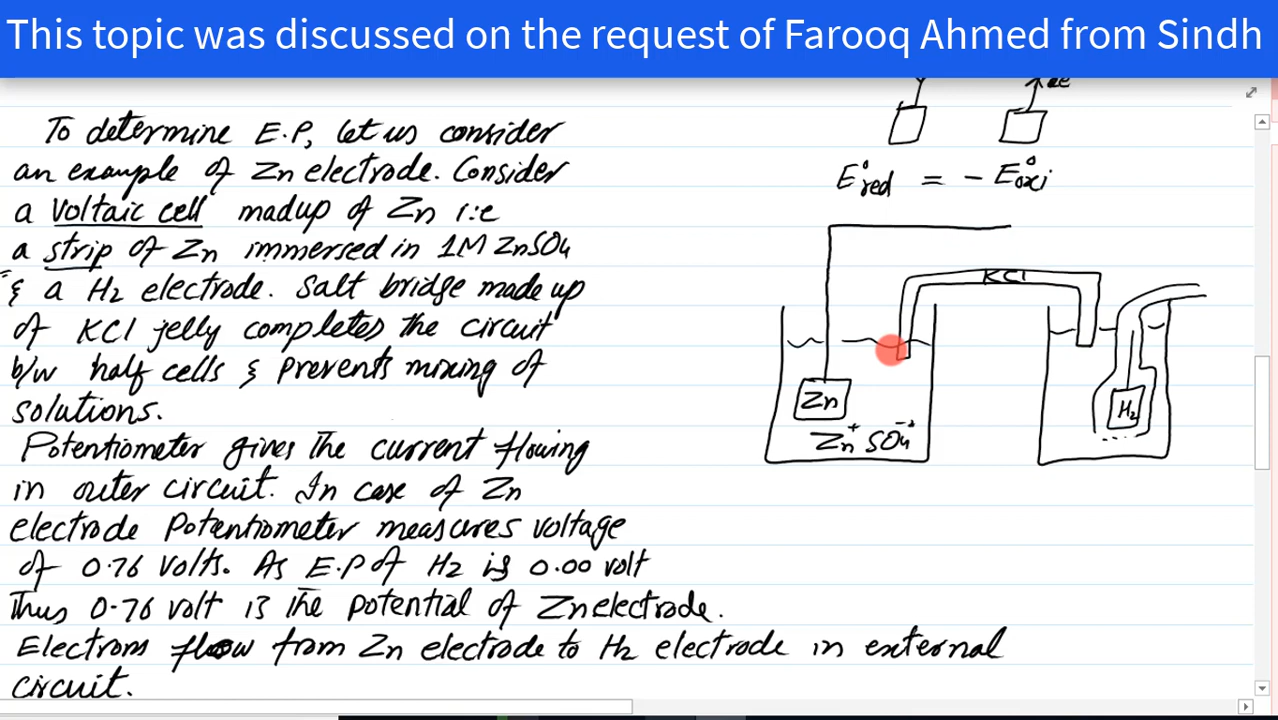 This topic was discussed on the request of Farooq Ahmed from Sindh
To determine E.P, let us consider
an example of Zn electrode. Consider
a voltaic cell madup of Zn i:e
a strip of Zn immersed in 1M ZnSO4
& a H2 electrode. Salt bridge made up
of KCl jelly completes the circuit
b/w half cells & prevents mixing of
solutions.
Potentiometer gives the current flowing
in outer circuit. In case of Zn
electrode Potentiometer measures voltage
of 0.76 volts. As E.P of H2 is 0.00 volt
Thus 0.76 volt is the potential of Zn electrode.
Electrons flow from Zn electrode to H2 electrode in external
circuit.
E°red = - E°oxi
KCl
Zn
H2
Zn+ SO4-2